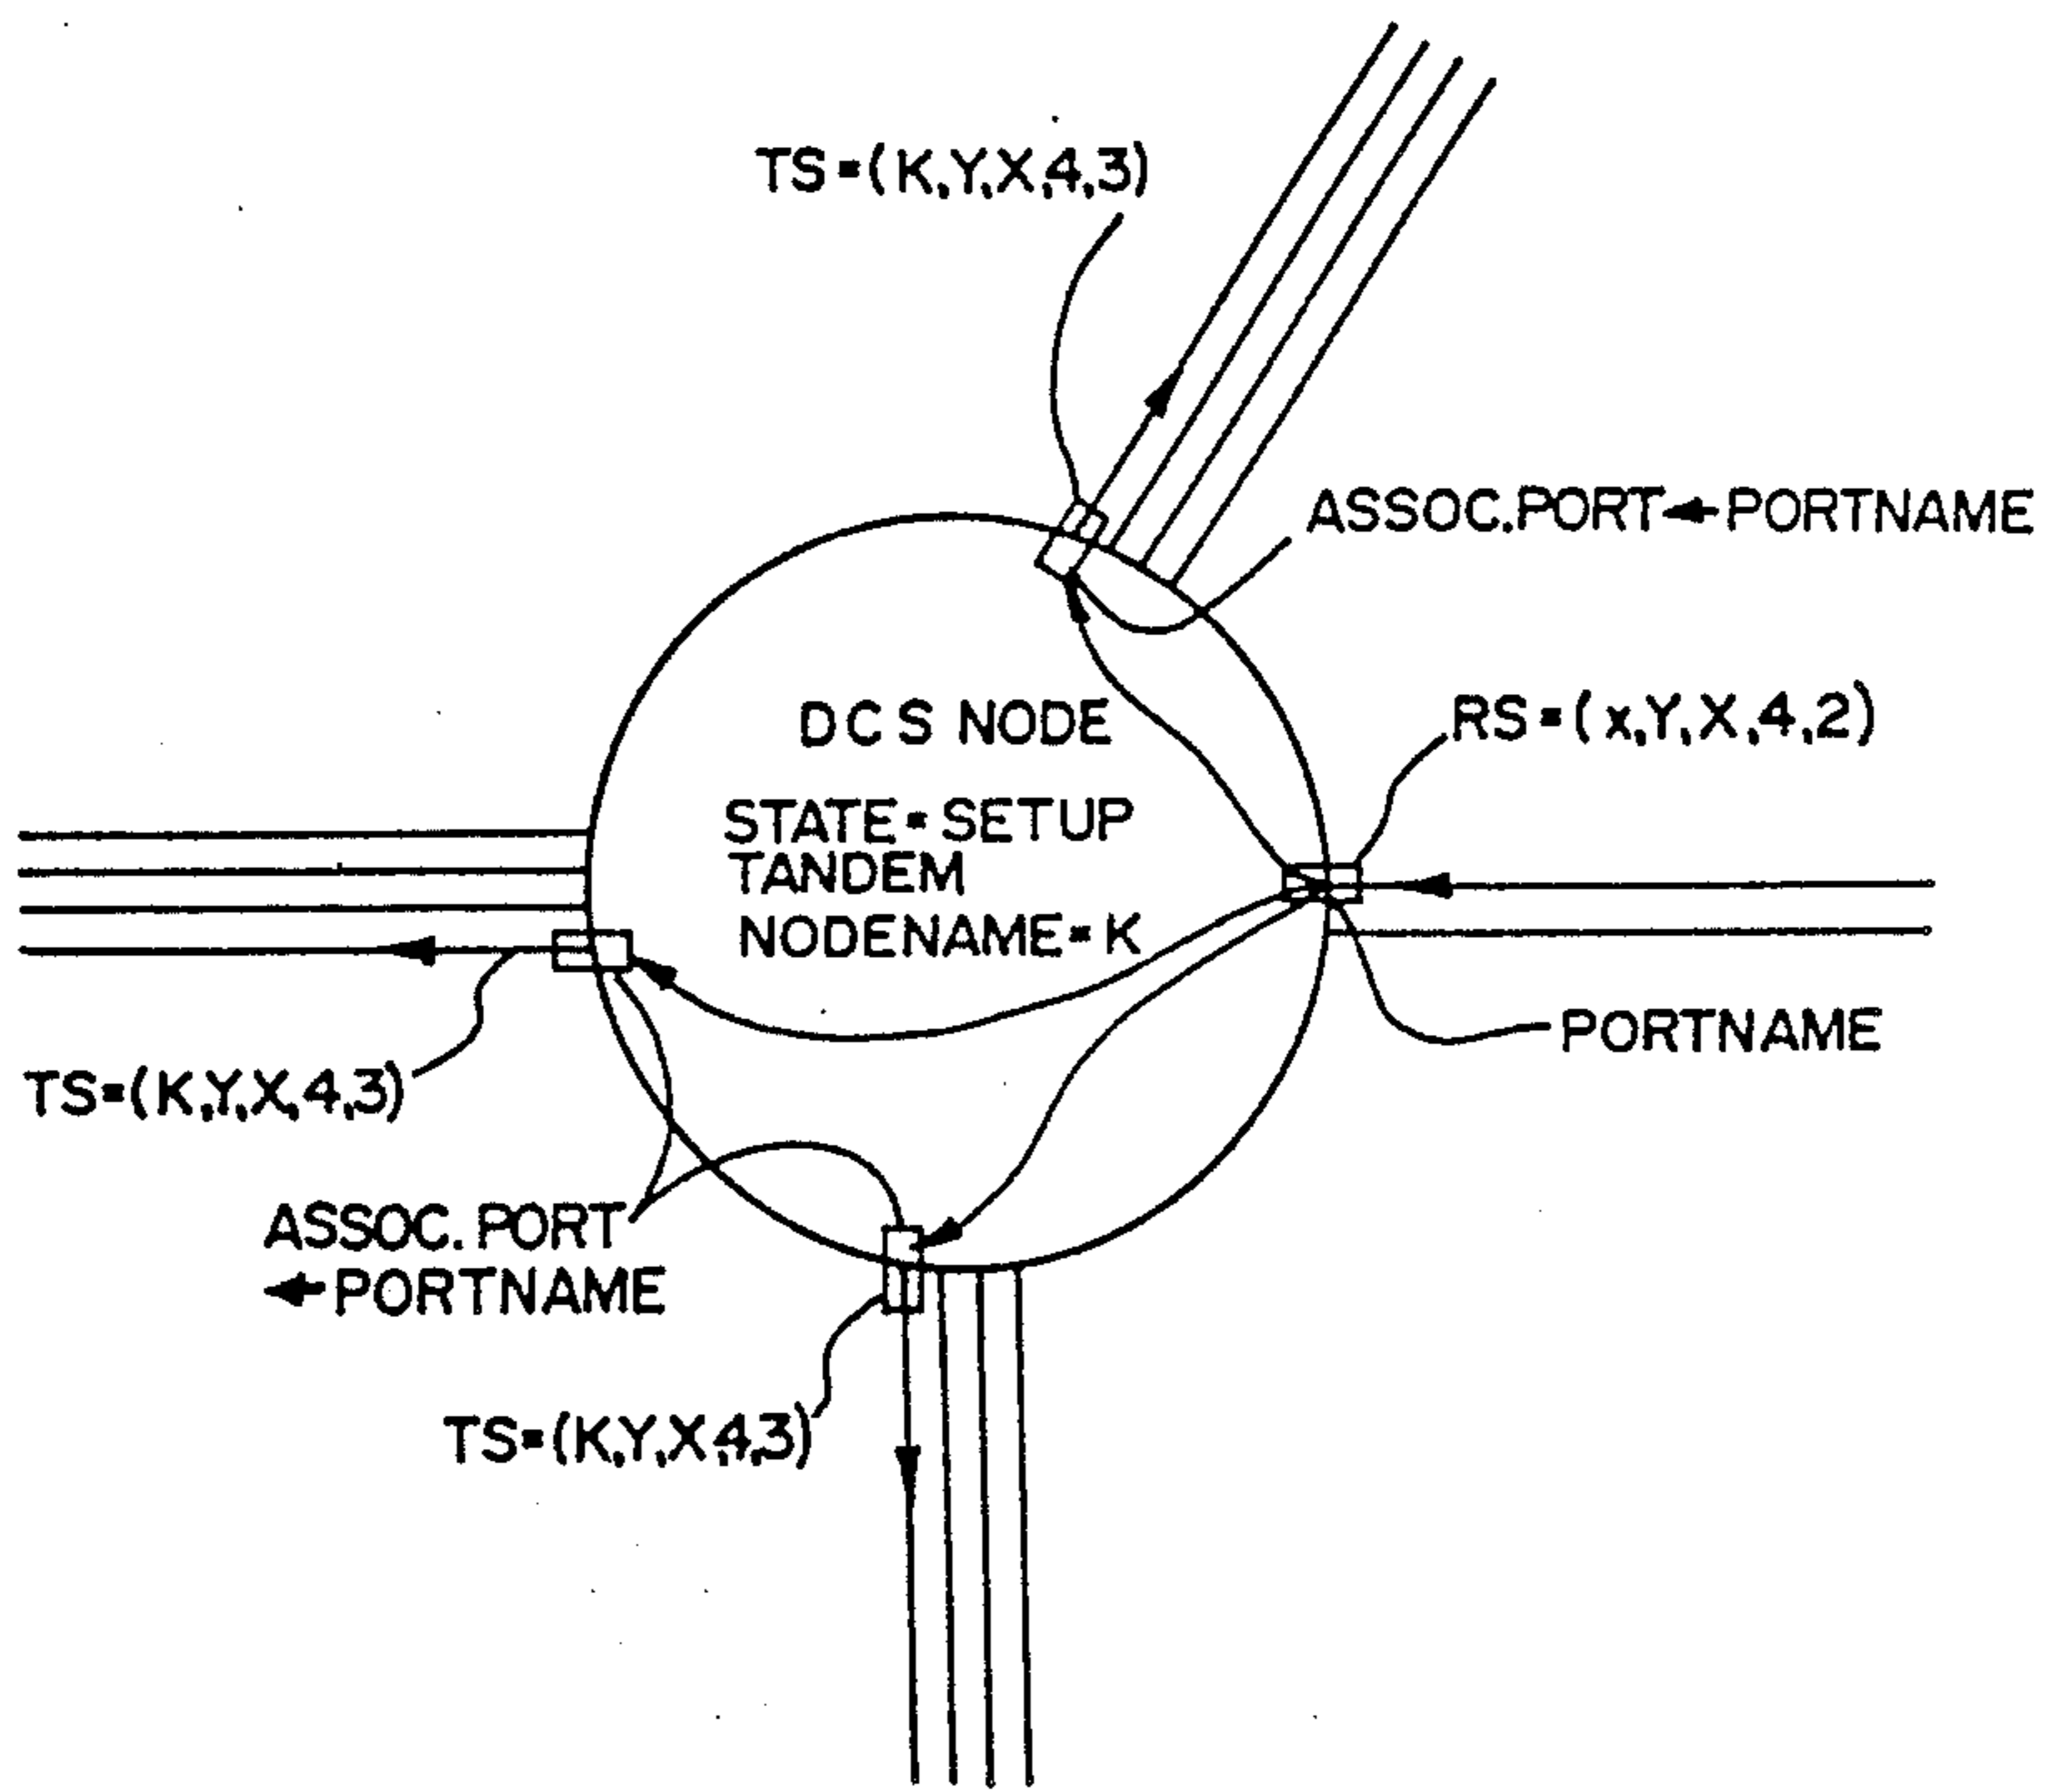 TS=(K,Y,X,4,3)
ASSOC.PORT◄PORTNAME
DCS NODE
RS=(x,Y,X,4,2)
STATE=SETUP
TANDEM
NODENAME=K
PORTNAME
TS=(K,Y,X,4,3)
ASSOC. PORT
◄PORTNAME
TS=(K,Y,X,4,3)